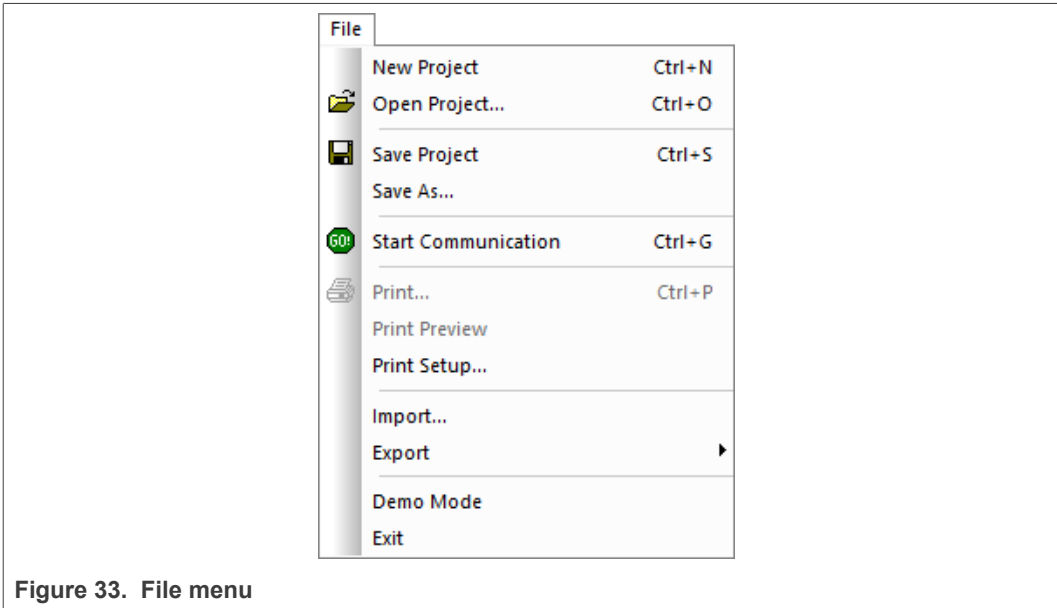 File
New Project Ctrl+N
Open Project... Ctrl+O
Save Project Ctrl+S
Save As...
GO! Start Communication Ctrl+G
Print... Ctrl+P
Print Preview
Print Setup...
Import...
Export
Demo Mode
Exit
Figure 33. File menu